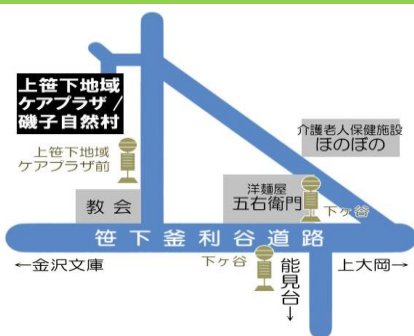 上笹下地域
ケアプラザ /
磯子自然村
上笹下地域
ケアプラザ前
介護老人保健施設
ほのぼの
洋麺屋
五右衛門
下ヶ谷
教会
笹下釜利谷道路
←金沢文庫
下ヶ谷
能見台→
上大岡→